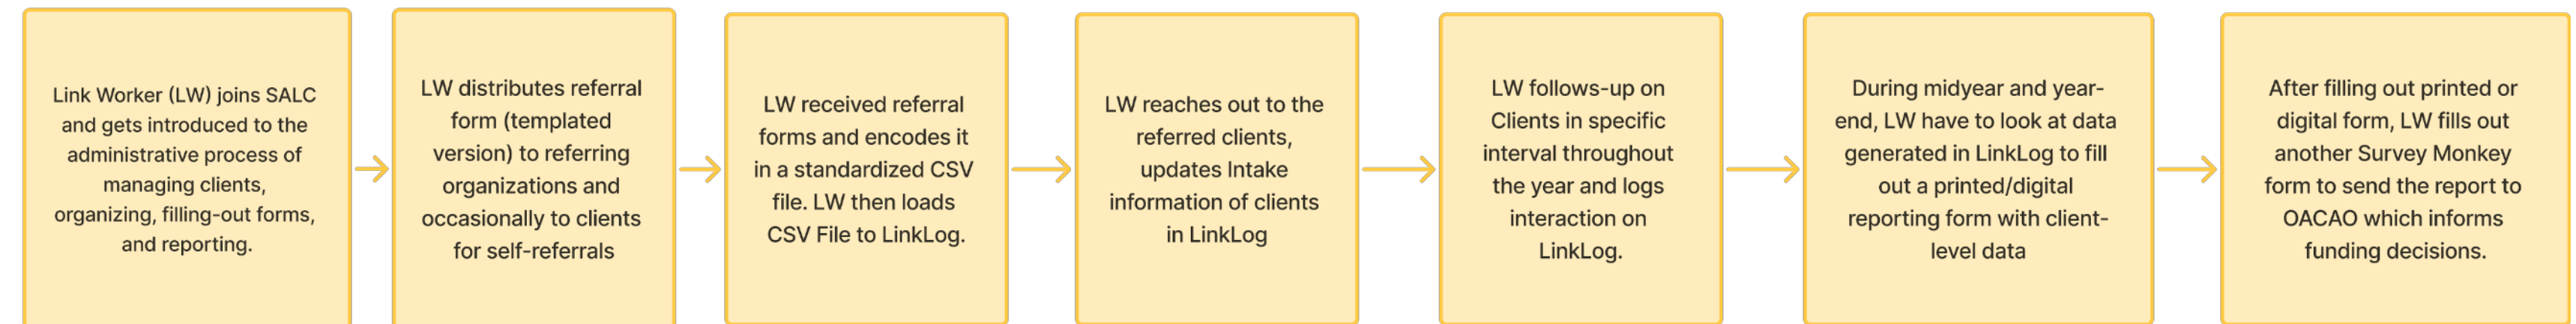 Link Worker (LW) joins SALC
and gets introduced to the
administrative process of
managing clients,
organizing, filling-out forms,
and reporting.
LW distributes referral
form (templated
version) to referring
organizations and
occasionally to clients
for self-referrals
LW received referral
forms and encodes it
in a standardized CSV
file. LW then loads
CSV File to LinkLog.
LW reaches out to the
referred clients,
updates Intake
information of clients
in LinkLog
LW follows-up on
Clients in specific
interval throughout
the year and logs
interaction on
LinkLog.
During midyear and year-
end, LW have to look at data
generated in LinkLog to fill
out a printed/digital
reporting form with client-
level data
After filling out printed or
digital form, LW fills out
another Survey Monkey
form to send the report to
OACAO which informs
funding decisions.